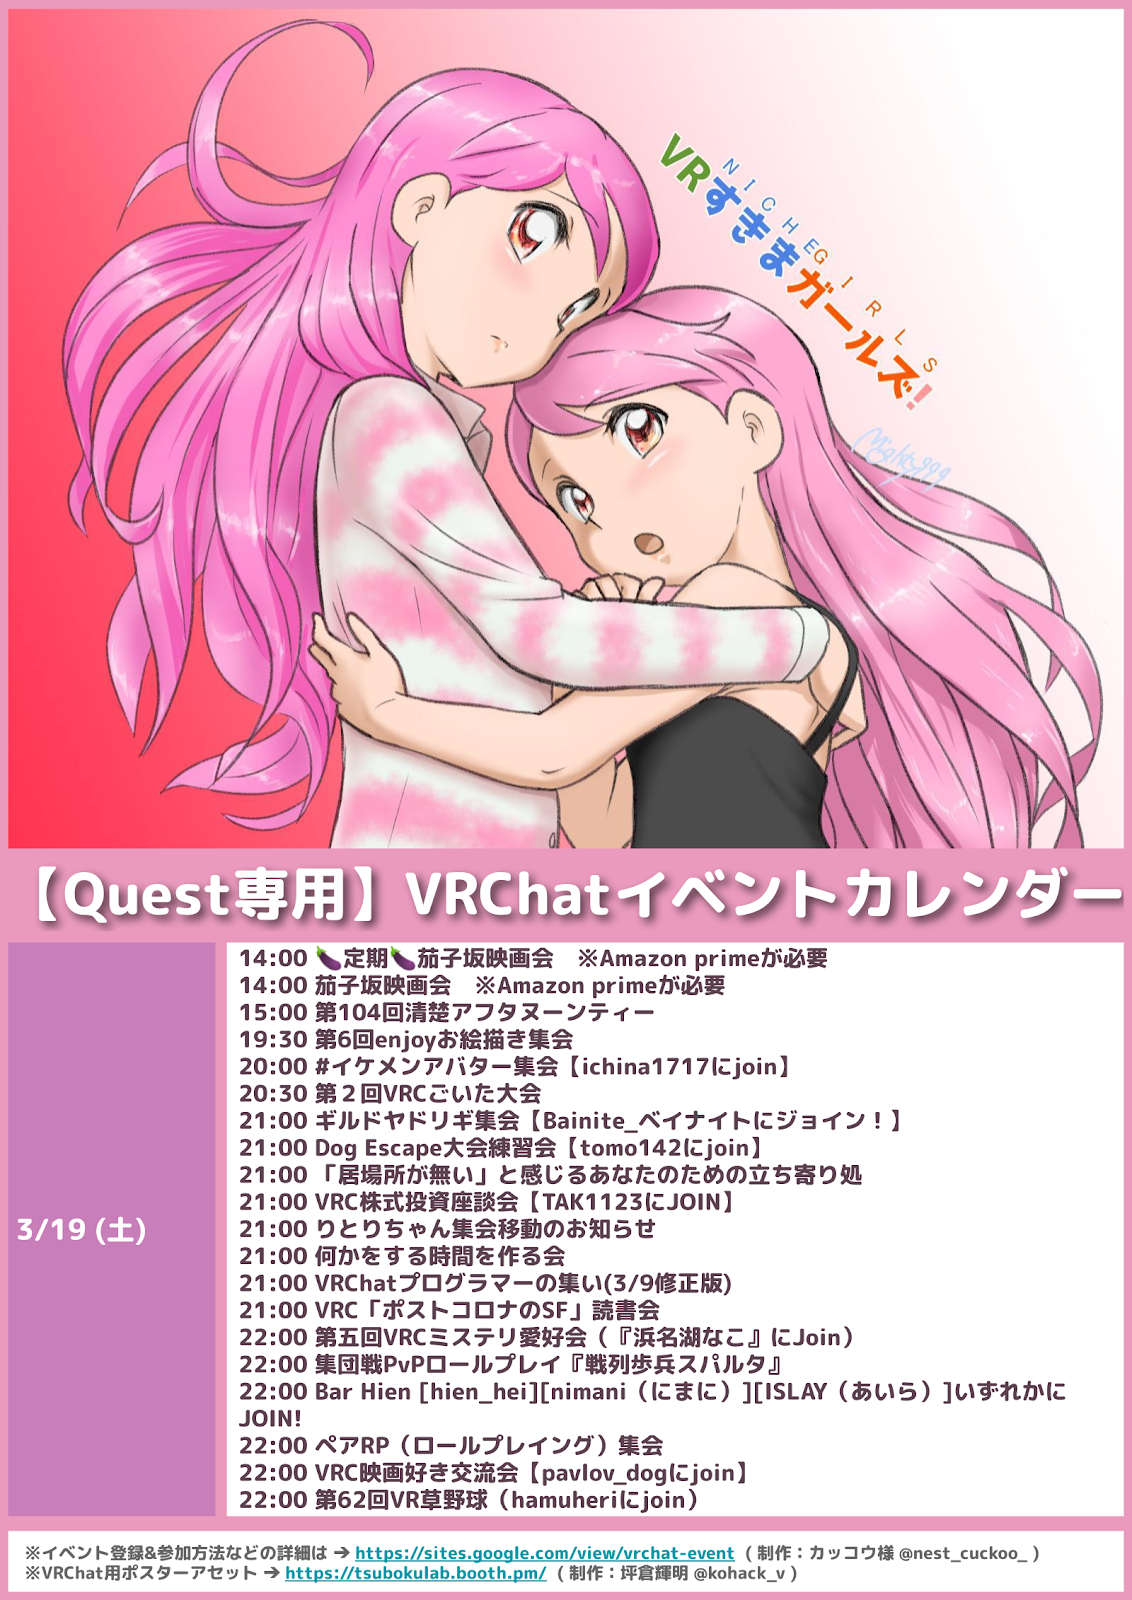 NICHE GIRLS
VRすきまガールズ!
Mighty999
【Quest専用】VRChatイベントカレンダー
3/19 (土)
14:00 🍆定期🍆茄子坂映画会　※Amazon primeが必要
14:00 茄子坂映画会　※Amazon primeが必要
15:00 第104回清楚アフタヌーンティー
19:30 第6回enjoyお絵描き集会
20:00 #イケメンアバター集会【ichina1717にjoin】
20:30 第２回VRCごいた大会
21:00 ギルドヤドリギ集会【Bainite_ベイナイトにジョイン！】
21:00 Dog Escape大会練習会【tomo142にjoin】
21:00 「居場所が無い」と感じるあなたのための立ち寄り処
21:00 VRC株式投資座談会【TAK1123にJOIN】
21:00 りとりちゃん集会移動のお知らせ
21:00 何かをする時間を作る会
21:00 VRChatプログラマーの集い(3/9修正版)
21:00 VRC「ポストコロナのSF」読書会
22:00 第五回VRCミステリ愛好会（『浜名湖なこ』にJoin）
22:00 集団戦PvPロールプレイ『戦列歩兵スパルタ』
22:00 Bar Hien [hien_hei][nimani（にまに）][ISLAY（あいら）]いずれかに
JOIN!
22:00 ペアRP（ロールプレイング）集会
22:00 VRC映画好き交流会【pavlov_dogにjoin】
22:00 第62回VR草野球（hamuheriにjoin）
※イベント登録&参加方法などの詳細は ➔ https://sites.google.com/view/vrchat-event （ 制作：カッコウ様 @nest_cuckoo_ ）
※VRChat用ポスターアセット ➔ https://tsubokulab.booth.pm/ （ 制作：坪倉輝明 @kohack_v ）